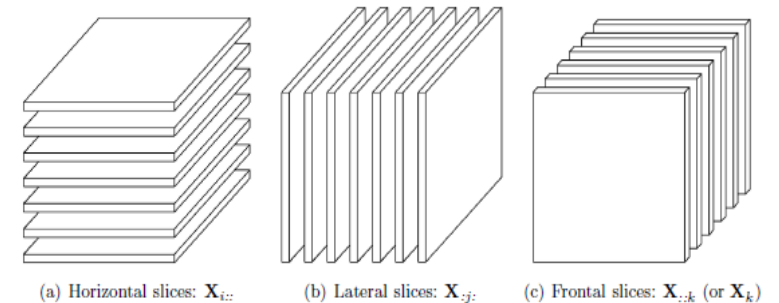 (a) Horizontal slices: X_{i::}
(b) Lateral slices: X_{:j:}
(c) Frontal slices: X_{::k} (or X_k)